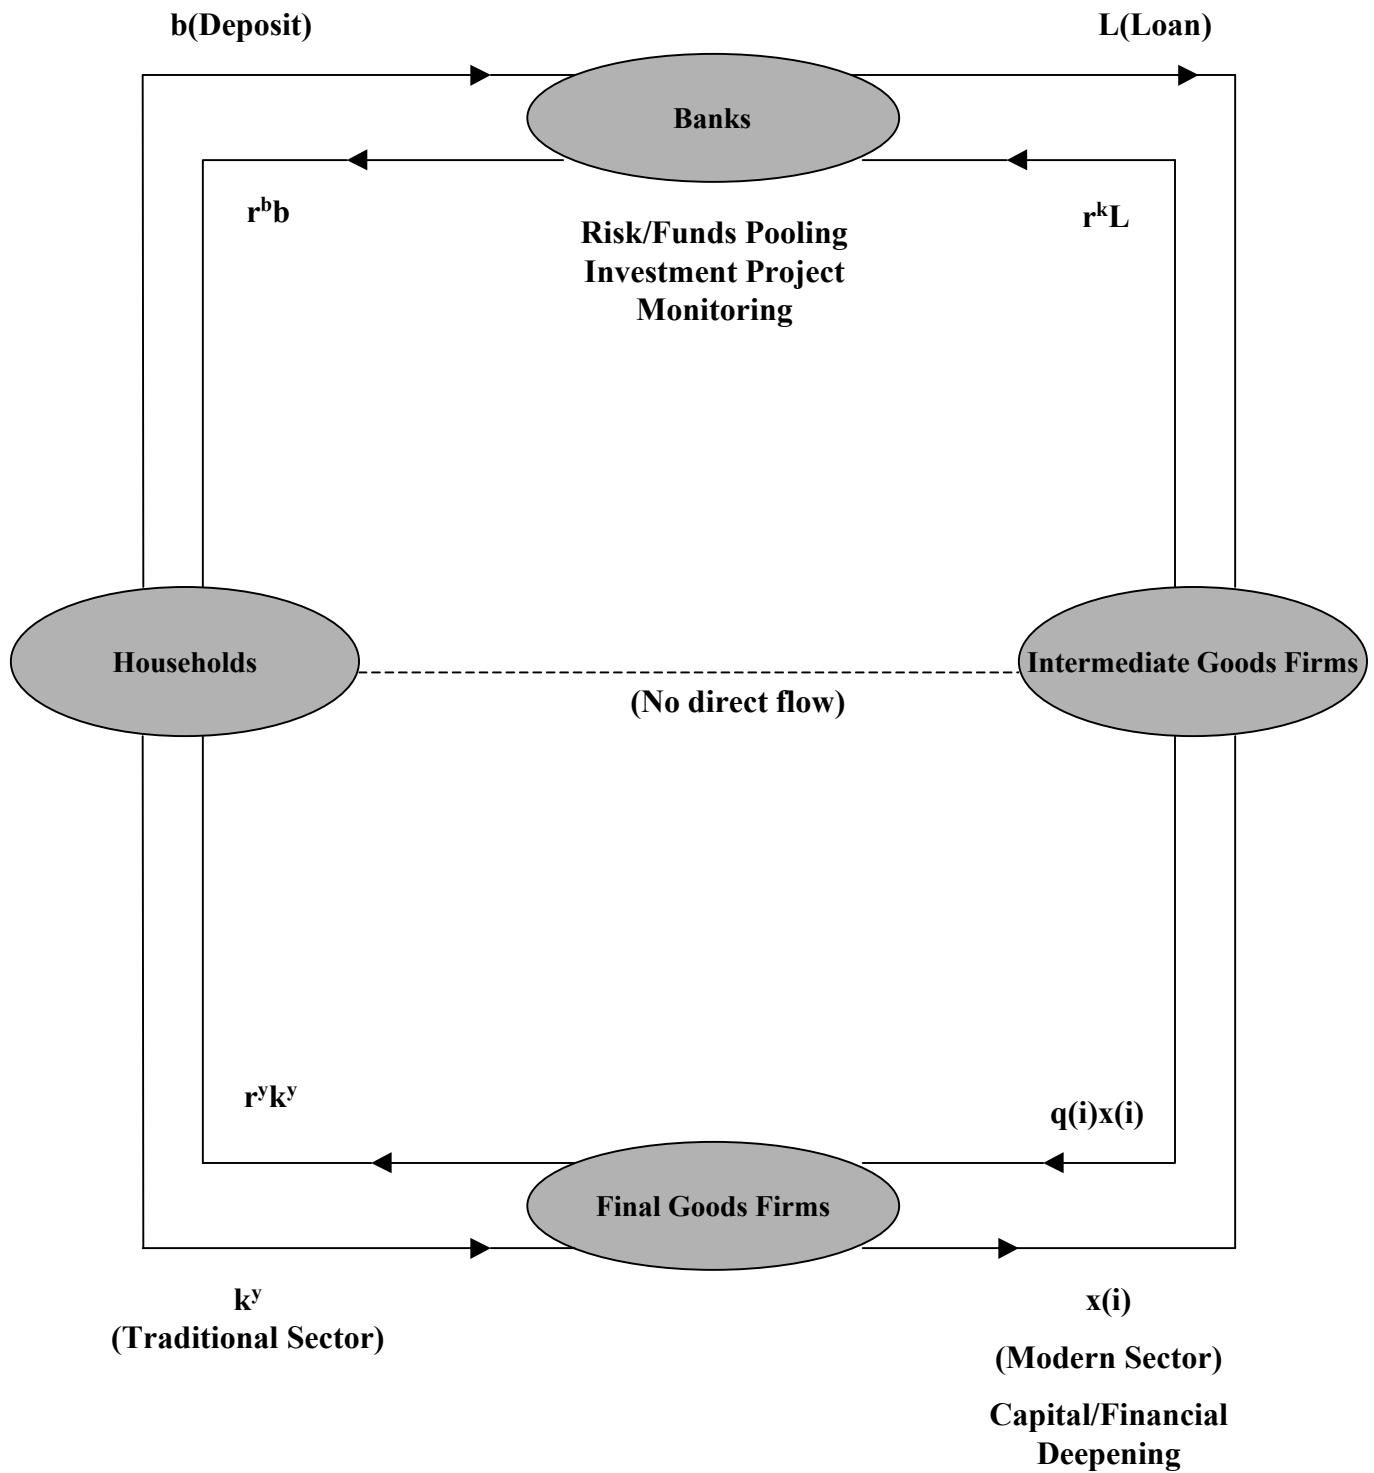 b(Deposit)
L(Loan)
Banks
rᵇb
rᵏL
Risk/Funds Pooling
Investment Project
Monitoring
Households
Intermediate Goods Firms
(No direct flow)
rʸkʸ
q(i)x(i)
Final Goods Firms
kʸ
(Traditional Sector)
x(i)
(Modern Sector)
Capital/Financial
Deepening